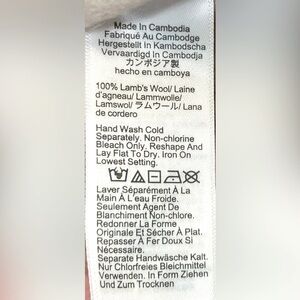 Made In Cambodia
Fabriqué Au Cambodge
Hergestellt In Kambodscha
Vervaardigd In Cambodja
カンボジア製
hecho en camboya
100% Lamb's Wool/ Laine
d'agneau/ Lammwolle/
Lamswol/ ラムウール/ Lana
de cordero
Hand Wash Cold
Separately. Non-chlorine
Bleach Only. Reshape And
Lay Flat To Dry. Iron On
Lowest Setting.
Laver Séparément À La
Main À L'eau Froide.
Seulement Agent De
Blanchiment Non-chlore.
Redonner La Forme
Originale Et Sécher À Plat.
Repasser À Fer Doux Si
Nécessaire.
Separate Handwäsche Kalt.
Nur Chlorfreies Bleichmittel
Verwenden. In Form Ziehen
Und Zum Trocknen